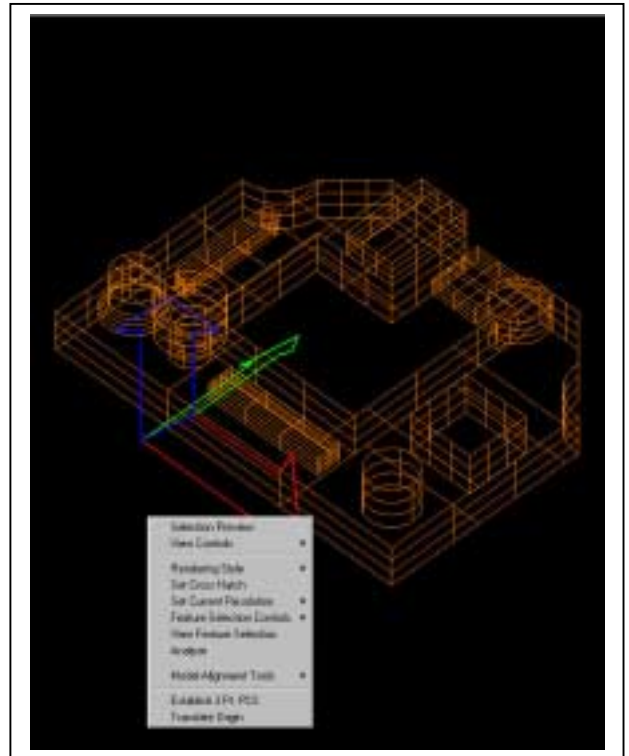 Selection Preview
View Controls
Rendering Style
Set Cross Hatch
Set Current Resolution
Feature Selection Controls
View Feature Selection
Analyze
Model Alignment Tools
Establish 3 Pt. PCS
Translate Origin